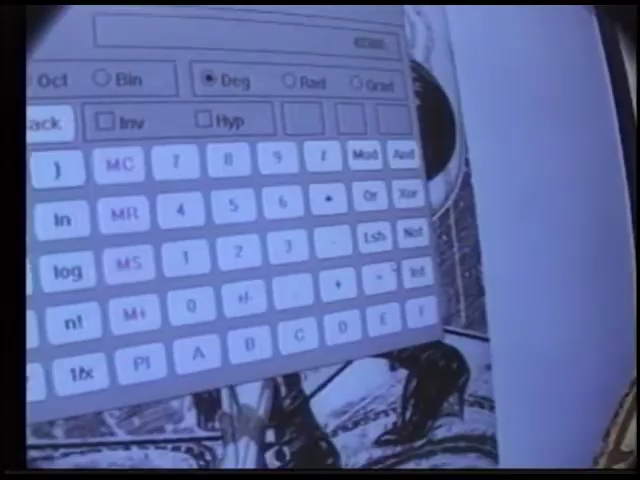 Oct Bin Deg Rad Grad
ack Inv Hyp
) MC 7 8 9 / Mod And
ln MR 4 5 6 * Or Xor
log MS 1 2 3 - Lsh Not
n! M+ 0 +/- . + = Int
1/x PI A B C D E F